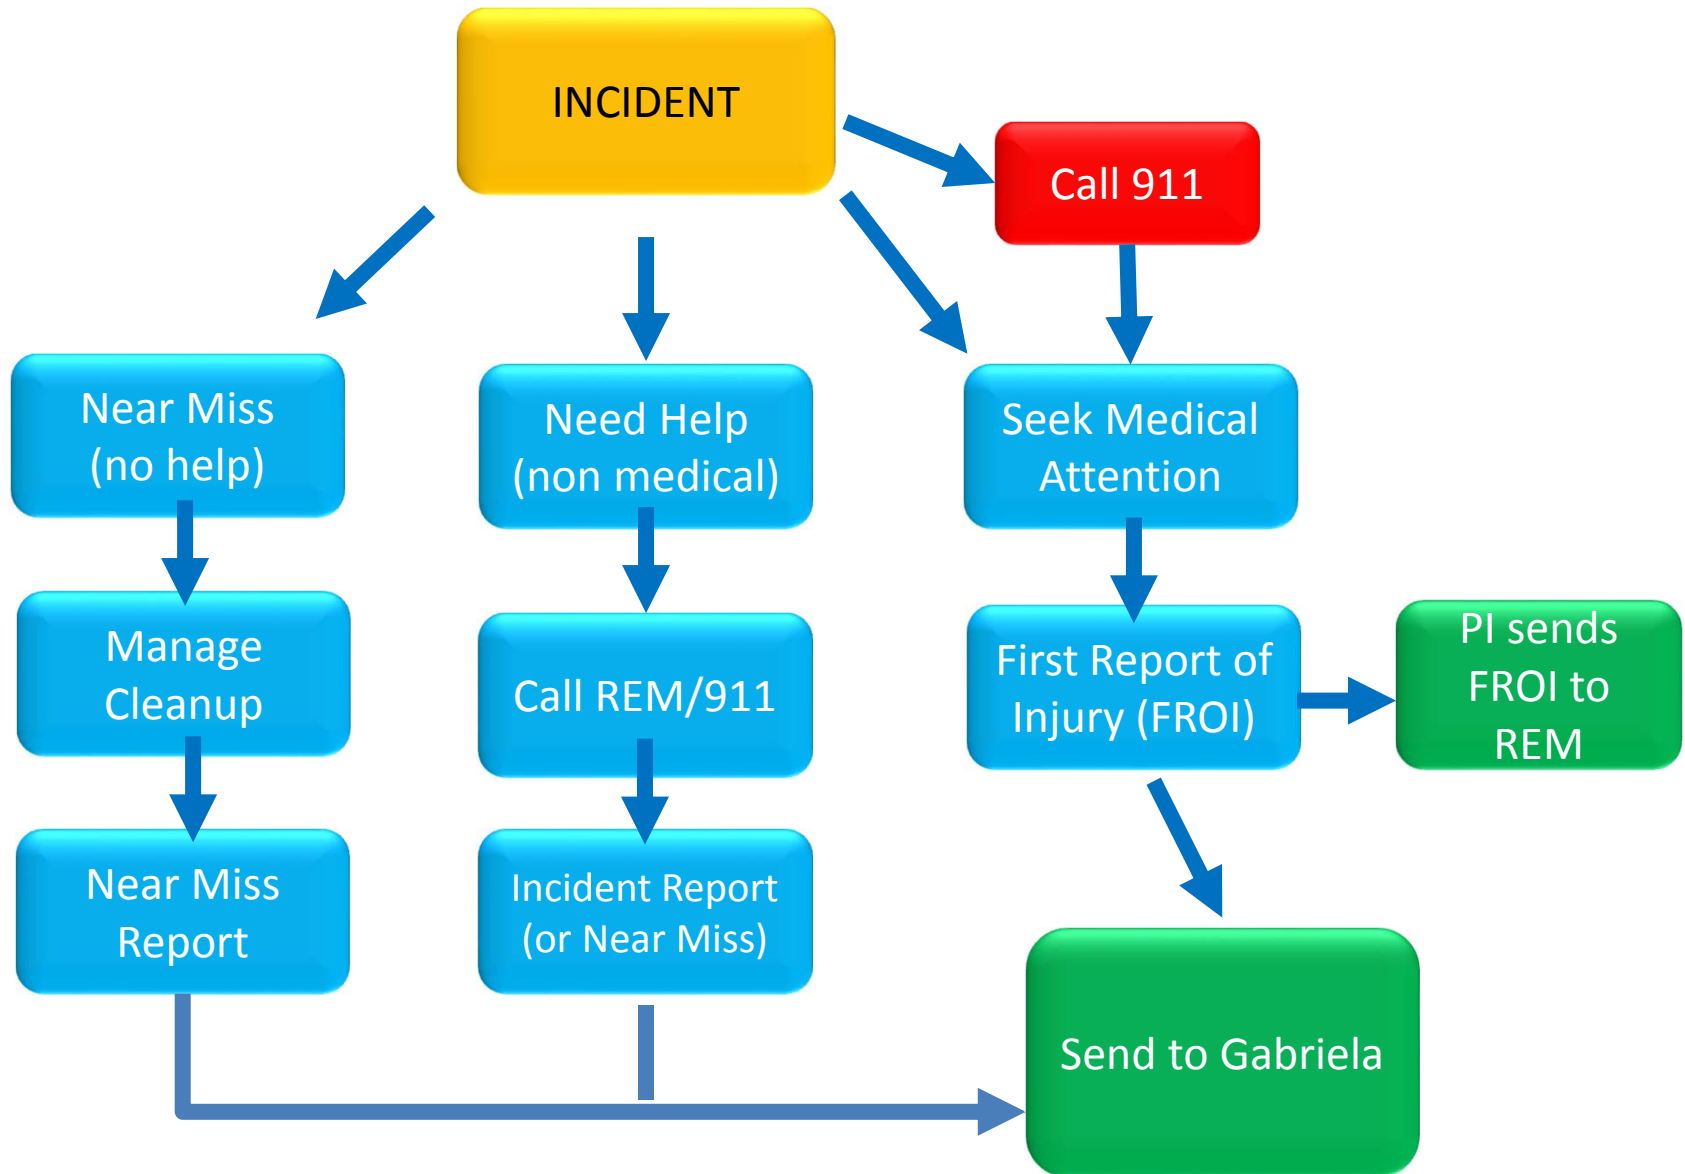 INCIDENT
Call 911
Near Miss
(no help)
Need Help
(non medical)
Seek Medical
Attention
Manage
Cleanup
Call REM/911
First Report of
Injury (FROI)
PI sends
FROI to
REM
Near Miss
Report
Incident Report
(or Near Miss)
Send to Gabriela